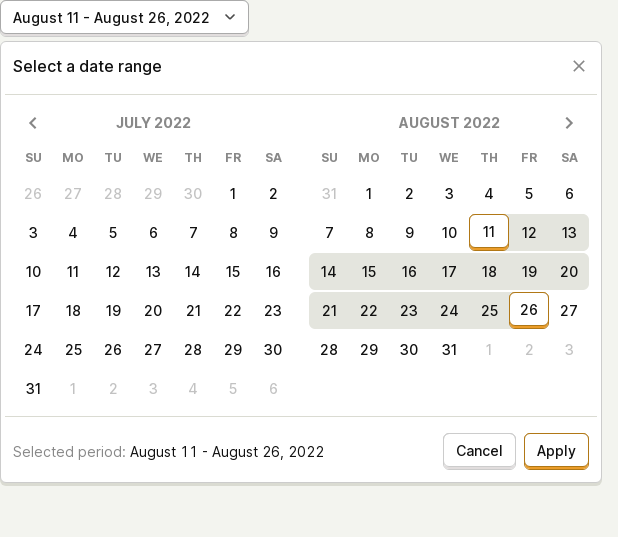 August 11 - August 26, 2022
Select a date range
JULY 2022 AUGUST 2022
SU MO TU WE TH FR SA SU MO TU WE TH FR SA
26 27 28 29 30 1 2 31 1 2 3 4 5 6
3 4 5 6 7 8 9 7 8 9 10 11 12 13
10 11 12 13 14 15 16 14 15 16 17 18 19 20
17 18 19 20 21 22 23 21 22 23 24 25 26 27
24 25 26 27 28 29 30 28 29 30 31 1 2 3
31 1 2 3 4 5 6
Selected period: August 11 - August 26, 2022 Cancel Apply